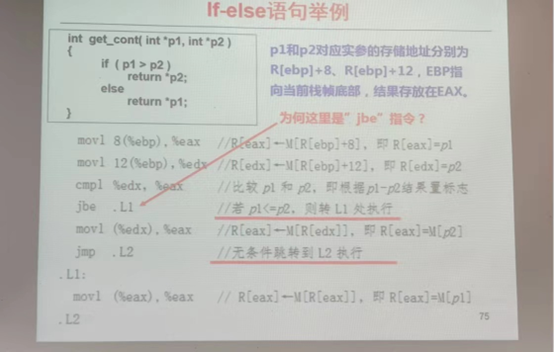 If-else语句举例
int get_cont( int *p1, int *p2 )
{
if ( p1 > p2 )
return *p2;
else
return *p1;
}
p1和p2对应实参的存储地址分别为
R[ebp]+8、R[ebp]+12，EBP指
向当前栈帧底部，结果存放在EAX。
为何这里是"jbe"指令？
movl 8(%ebp),%eax //R[eax]←M[R[ebp]+8]，即 R[eax]=p1
movl 12(%ebp),%edx //R[edx]←M[R[ebp]+12]，即 R[edx]=p2
cmpl %edx, %eax //比较 p1 和 p2，即根据p1-p2结果置标志
jbe .L1 //若 p1<=p2，则转 L1 处执行
movl (%edx),%eax //R[eax]←M[R[edx]]，即 R[eax]=M[p2]
jmp .L2 //无条件跳转到 L2 执行
.L1:
movl (%eax),%eax // R[eax]←M[R[eax]]，即 R[eax]=M[p1]
.L2
75